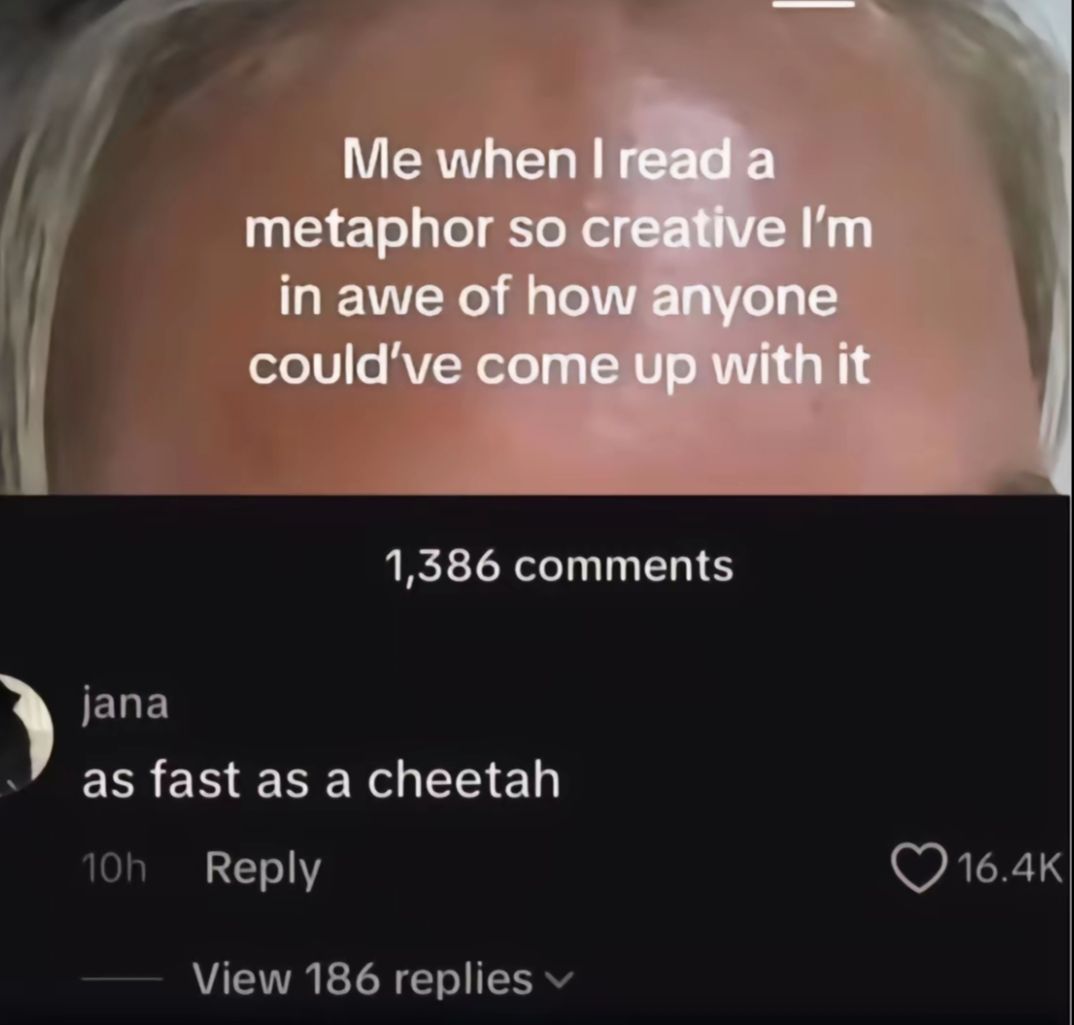 Me when I read a
metaphor so creative I'm
in awe of how anyone
could've come up with it
1,386 comments
jana
as fast as a cheetah
10h Reply 16.4K
View 186 replies